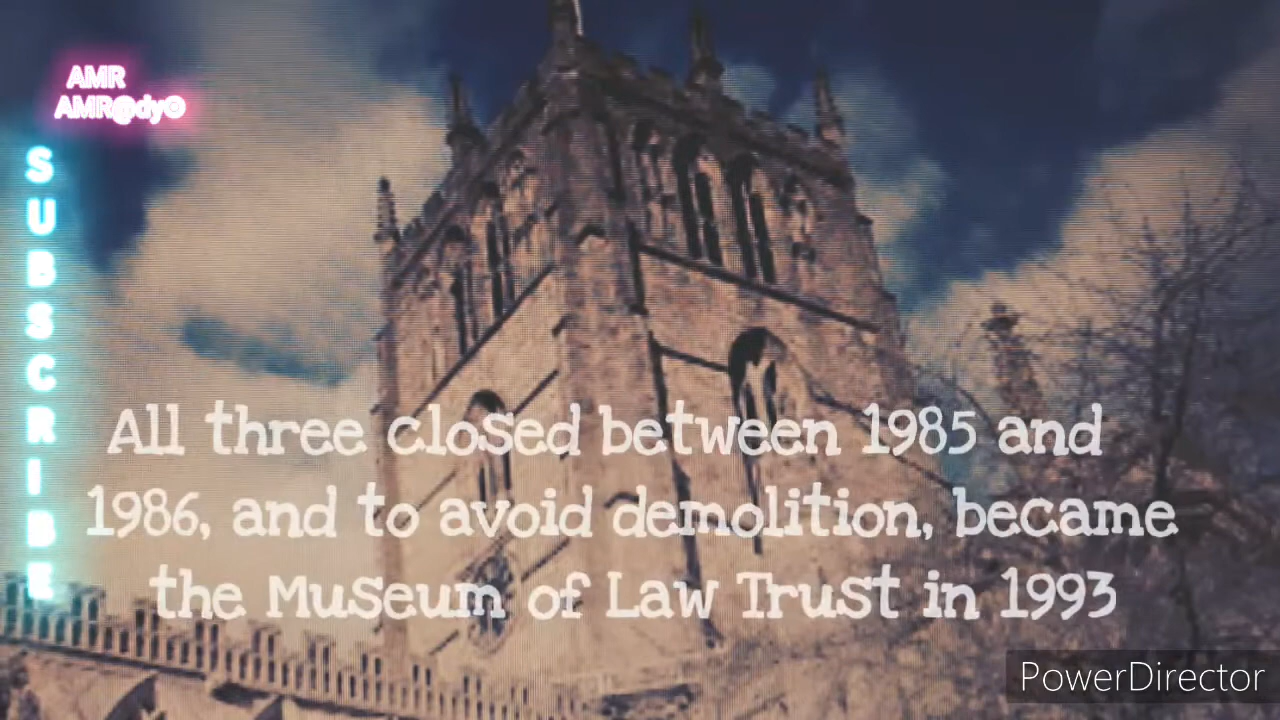 AMR
AMR@dy©
SUBSCRIBE
All three closed between 1985 and
1986, and to avoid demolition, became
the Museum of Law Trust in 1993
PowerDirector